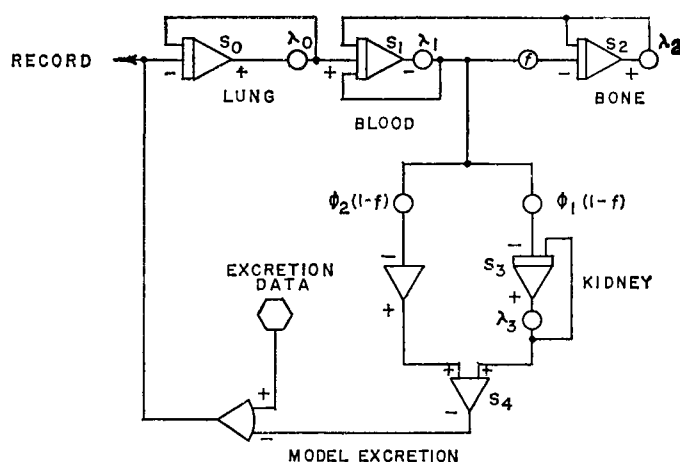 S0 λ0 S1 λ1 S2 λ2
RECORD
- + + - f - +
LUNG
BLOOD
BONE
ϕ2(1-f) ϕ1(1-f)
EXCRETION
DATA
- -
S3
KIDNEY
+ +
λ3
+ +
S4
+
- -
MODEL EXCRETION